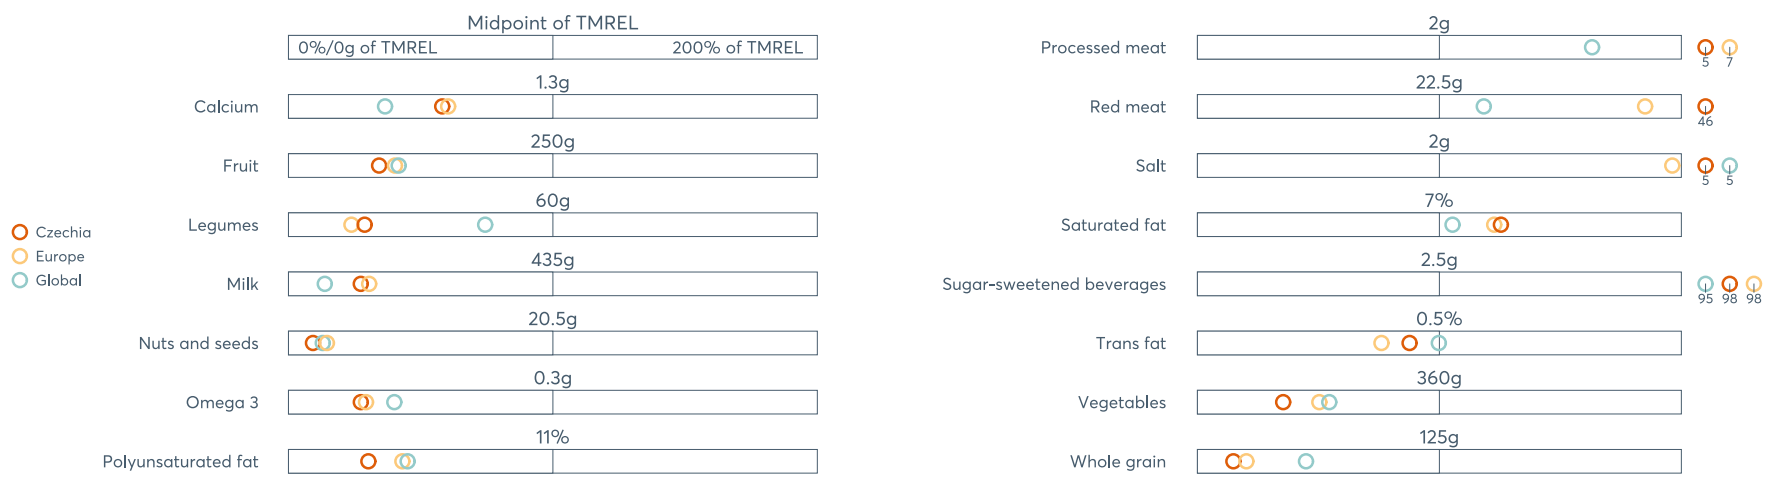 Midpoint of TMREL
0%/0g of TMREL 200% of TMREL
1.3g
Calcium
250g
Fruit
60g
Legumes
435g
Milk
20.5g
Nuts and seeds
0.3g
Omega 3
11%
Polyunsaturated fat
Czechia
Europe
Global
2g
Processed meat
5 7
22.5g
Red meat
46
2g
Salt
5 5
7%
Saturated fat
2.5g
Sugar-sweetened beverages
95 98 98
0.5%
Trans fat
360g
Vegetables
125g
Whole grain